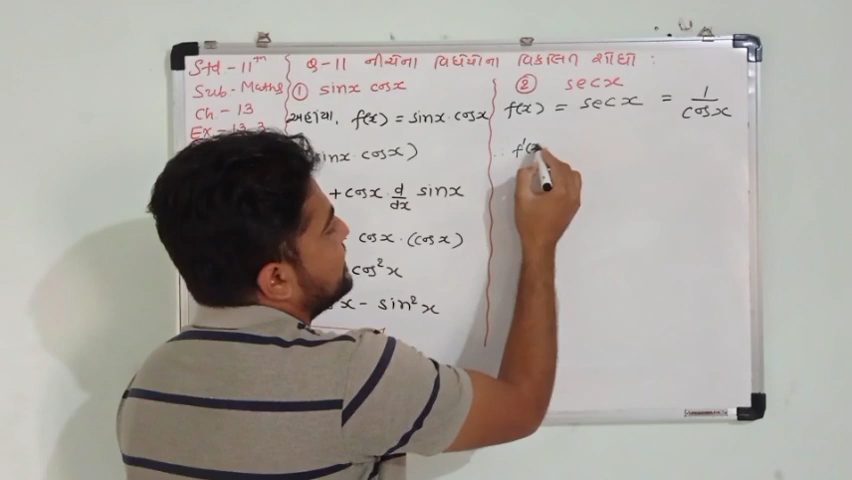 Std - 11th
Sub - Maths
Ch - 13
Ex - 13.3
Q-11 નીચેના વિધેયોના વિકલિત શોધો :
① sinx cosx
f(x) = sinx · cosx
sinx · cosx)
+ cosx · d/dx sinx
cosx · (cosx)
cos²x
x - sin²x
② secx
f(x) = secx = 1/cosx
f'(x